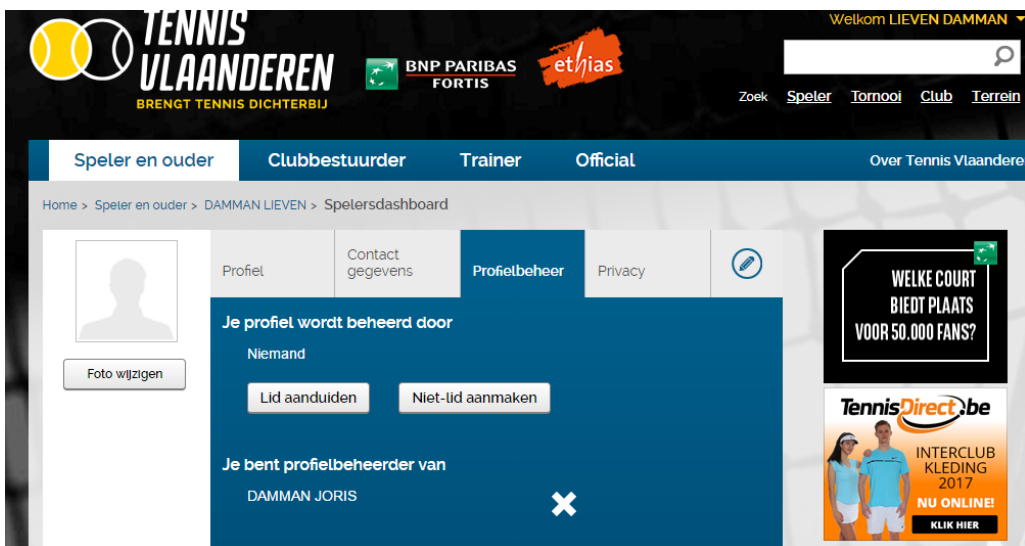 Welkom LIEVEN DAMMAN
TENNIS
VLAANDEREN
BRENGT TENNIS DICHTERBIJ
BNP PARIBAS
FORTIS
ethias
Zoek Speler Tornooi Club Terrein
Speler en ouder Clubbestuurder Trainer Official Over Tennis Vlaandere
Home > Speler en ouder > DAMMAN LIEVEN > Spelersdashboard
Profiel
Contact
gegevens
Profielbeheer
Privacy
Foto wijzigen
Je profiel wordt beheerd door
Niemand
Lid aanduiden Niet-lid aanmaken
Je bent profielbeheerder van
DAMMAN JORIS
WELKE COURT
BIEDT PLAATS
VOOR 50.000 FANS?
TennisDirect.be
INTERCLUB
KLEDING
2017
NU ONLINE!
KLIK HIER